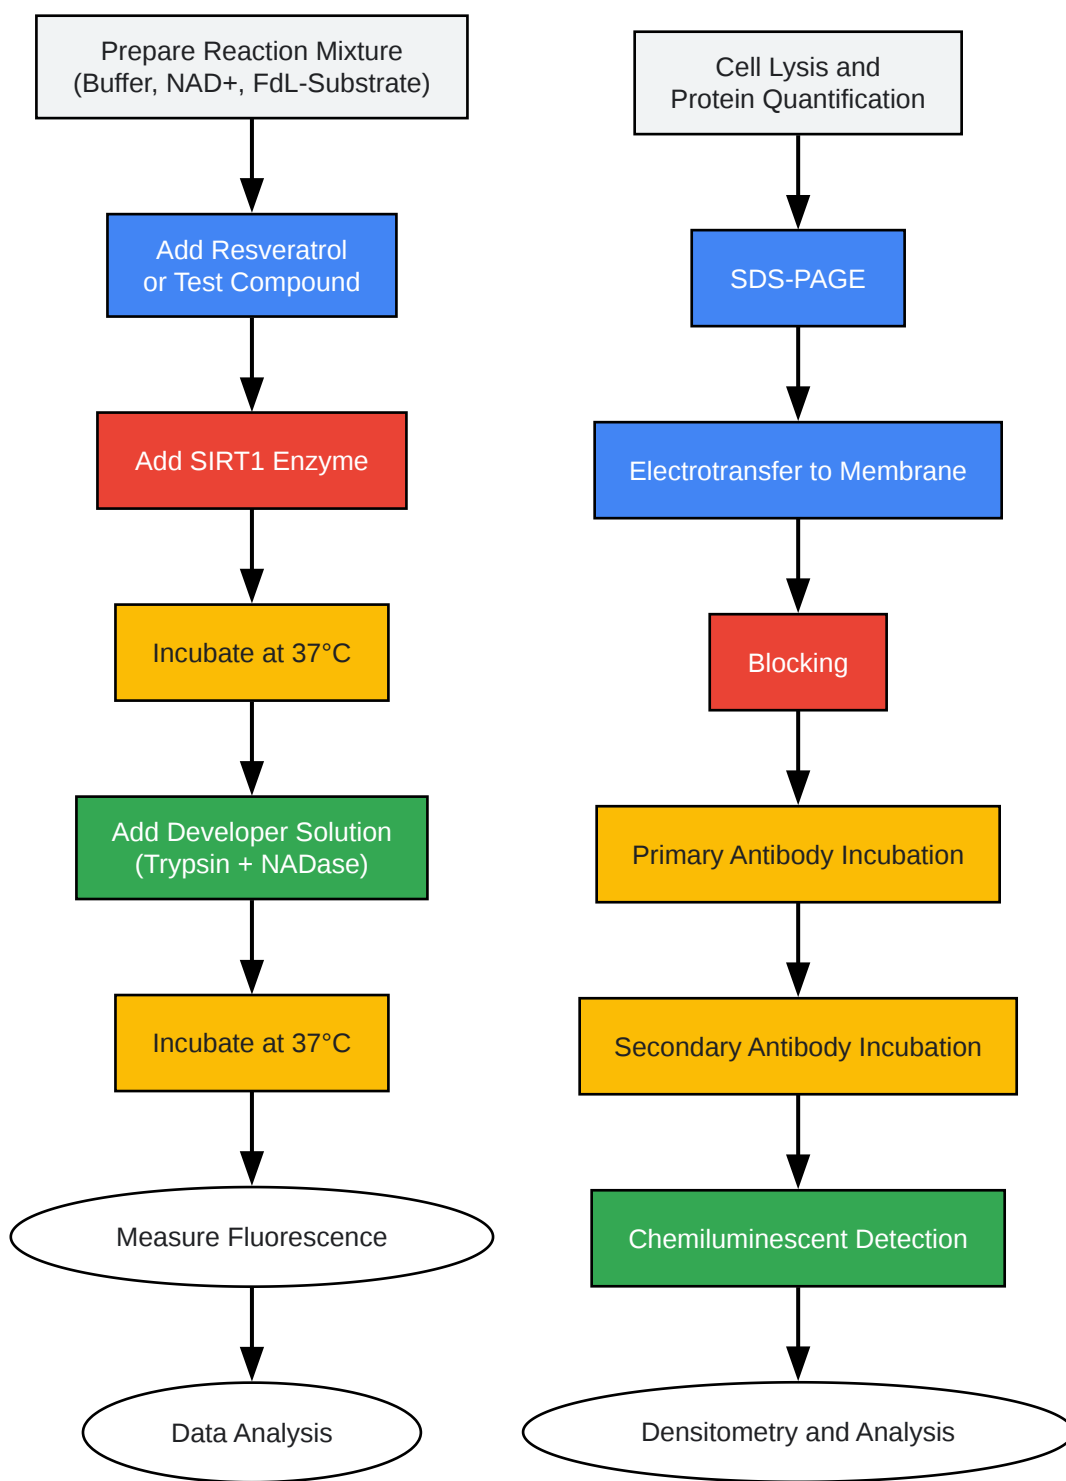 Prepare Reaction Mixture
(Buffer, NAD+, FdL-Substrate)
Add Resveratrol
or Test Compound
Add SIRT1 Enzyme
Incubate at 37°C
Add Developer Solution
(Trypsin + NADase)
Incubate at 37°C
Measure Fluorescence
Data Analysis
Cell Lysis and
Protein Quantification
SDS-PAGE
Electrotransfer to Membrane
Blocking
Primary Antibody Incubation
Secondary Antibody Incubation
Chemiluminescent Detection
Densitometry and Analysis